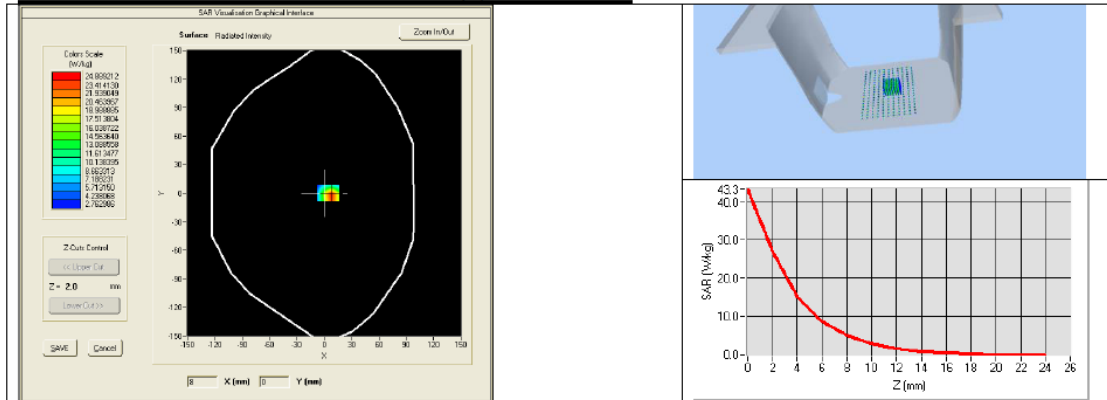 SAR Visualisation Graphical Interface
Surface Radiated Intensity
Zoom In/Out
Colors Scale
(W/kg)
24.889212
23.414130
21.939049
20.463967
18.988885
17.513804
16.038722
14.563640
13.088558
11.613477
10.138395
8.663313
7.188231
5.713150
4.238068
2.762986
Z-Cuts Control
<< Upper Cut
Z = 2.0 mm
Lower Cut >>
SAVE Cancel
150
120
90
60
30
0
-30
-60
-90
-120
-150
Y
-150 -120 -90 -60 -30 0 30 60 90 120 150
X
8 X (mm) 0 Y (mm)
43.3
40.0
30.0
20.0
10.0
0.0
SAR (W/kg)
0 2 4 6 8 10 12 14 16 18 20 22 24 26
Z (mm)